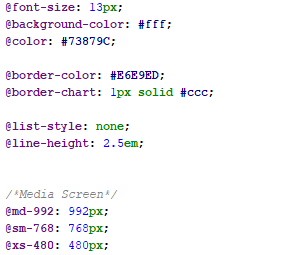 @font-size: 13px;
@background-color: #fff;
@color: #73879C;
@border-color: #E6E9ED;
@border-chart: 1px solid #ccc;
@list-style: none;
@line-height: 2.5em;
/*Media Screen*/
@md-992: 992px;
@sm-768: 768px;
@xs-480: 480px;